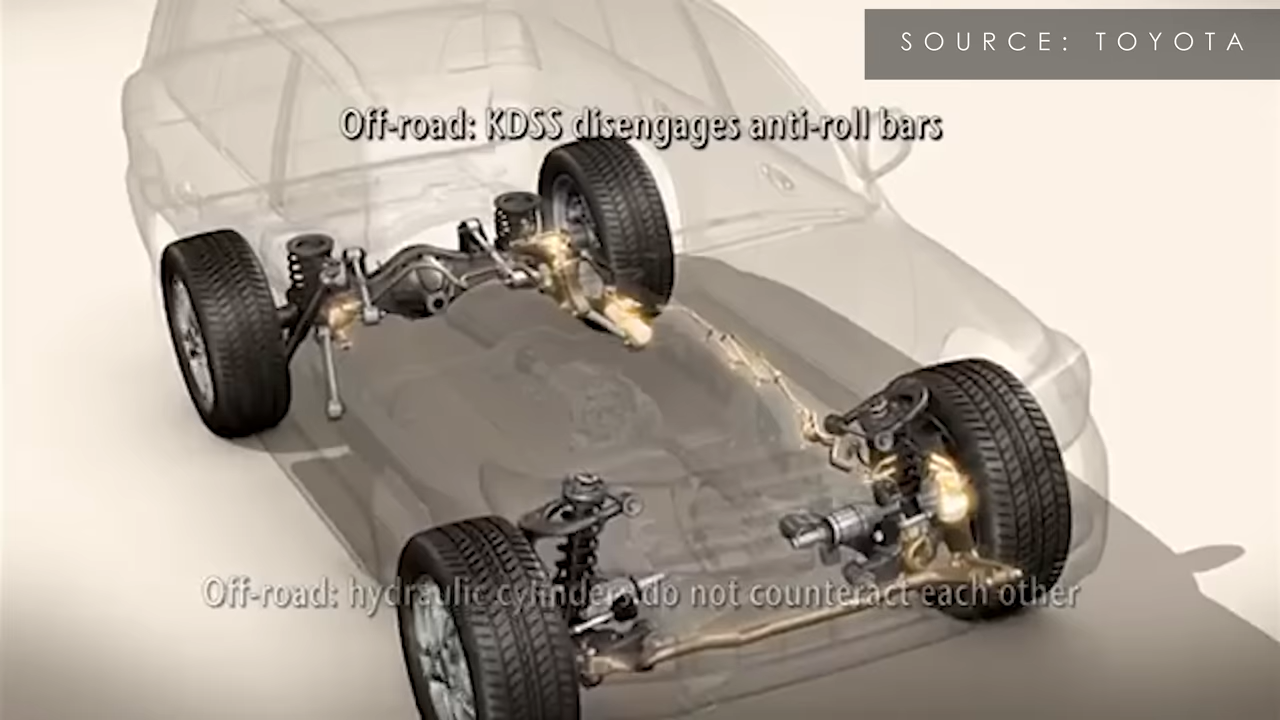 SOURCE: TOYOTA
Off-road: KDSS disengages anti-roll bars
Off-road: hydraulic cylinders do not counteract each other